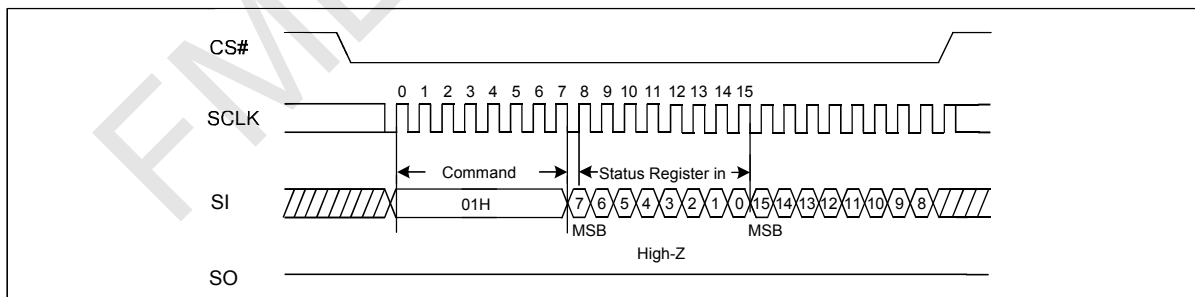 CS#
0 1 2 3 4 5 6 7 8 9 10 11 12 13 14 15
SCLK
Command Status Register in
SI 01H 7 6 5 4 3 2 1 0 15 14 13 12 11 10 9 8
MSB MSB
High-Z
SO